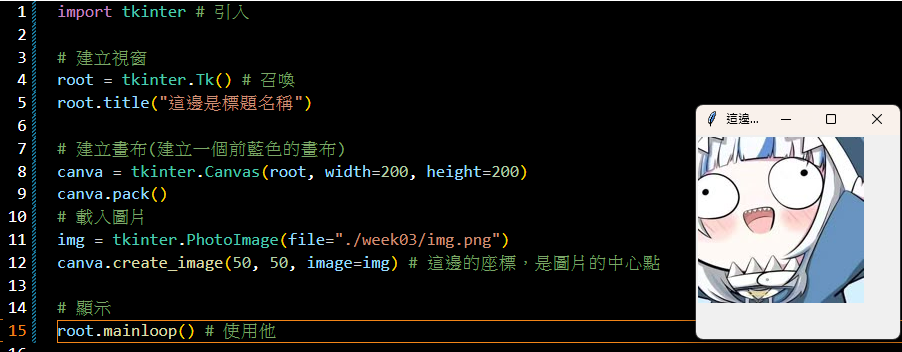 1 import tkinter # 引入
2
3 # 建立視窗
4 root = tkinter.Tk() # 召喚
5 root.title("這邊是標題名稱")
6
7 # 建立畫布(建立一個前藍色的畫布)
8 canva = tkinter.Canvas(root, width=200, height=200)
9 canva.pack()
10 # 載入圖片
11 img = tkinter.PhotoImage(file="./week03/img.png")
12 canva.create_image(50, 50, image=img) # 這邊的座標，是圖片的中心點
13
14 # 顯示
15 root.mainloop() # 使用他
16
這邊...